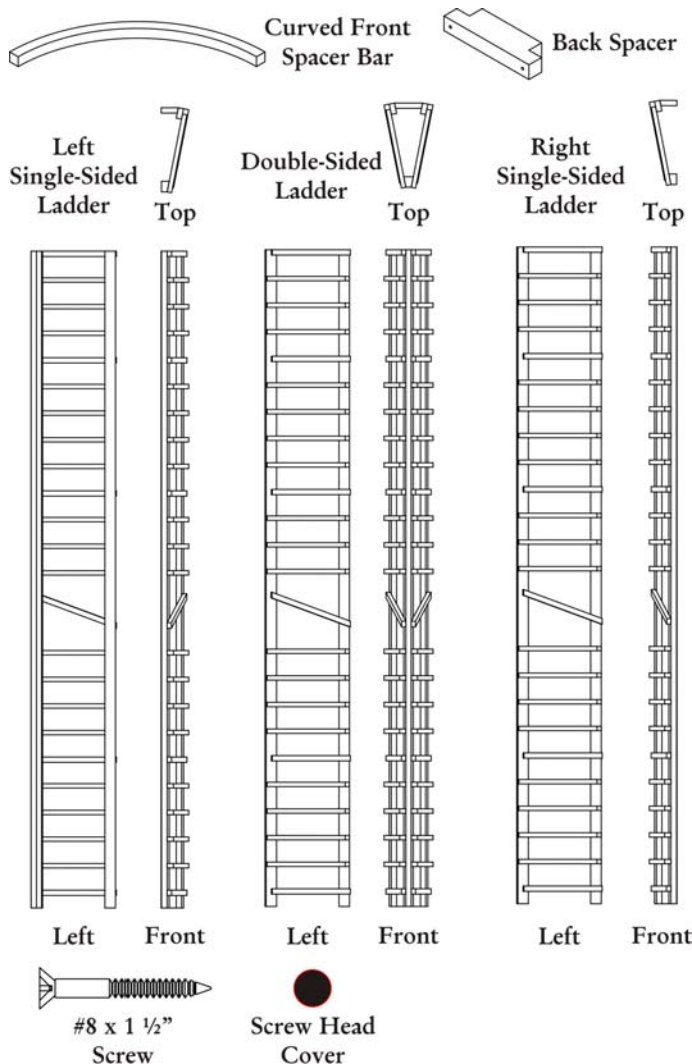 Curved Front
Spacer Bar
Back Spacer
Left
Single-Sided
Ladder
Top
Double-Sided
Ladder
Top
Right
Single-Sided
Ladder
Top
Left
Front
Left
Front
Left
Front
#8 x 1 ½”
Screw
Screw Head
Cover